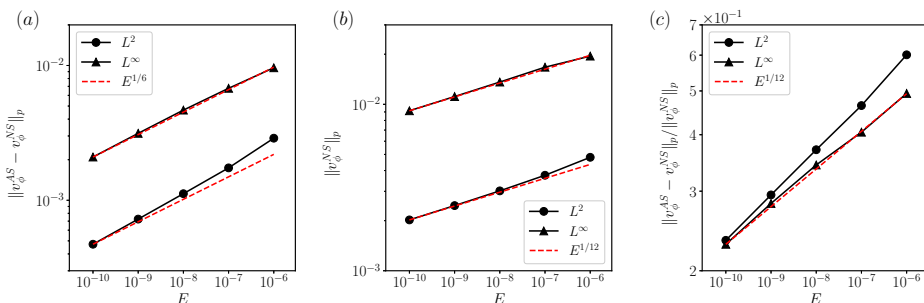 (a)
‖v_ϕ^{AS} − v_ϕ^{NS}‖_p
10^{−2}
10^{−3}
L^2
L^∞
E^{1/6}
10^{−10} 10^{−9} 10^{−8} 10^{−7} 10^{−6}
E
(b)
‖v_ϕ^{NS}‖_p
10^{−2}
10^{−3}
L^2
L^∞
E^{1/12}
10^{−10} 10^{−9} 10^{−8} 10^{−7} 10^{−6}
E
(c)
‖v_ϕ^{AS} − v_ϕ^{NS}‖_p/‖v_ϕ^{NS}‖_p
7 ×10^{−1}
6
5
4
3
2
L^2
L^∞
E^{1/12}
10^{−10} 10^{−9} 10^{−8} 10^{−7} 10^{−6}
E